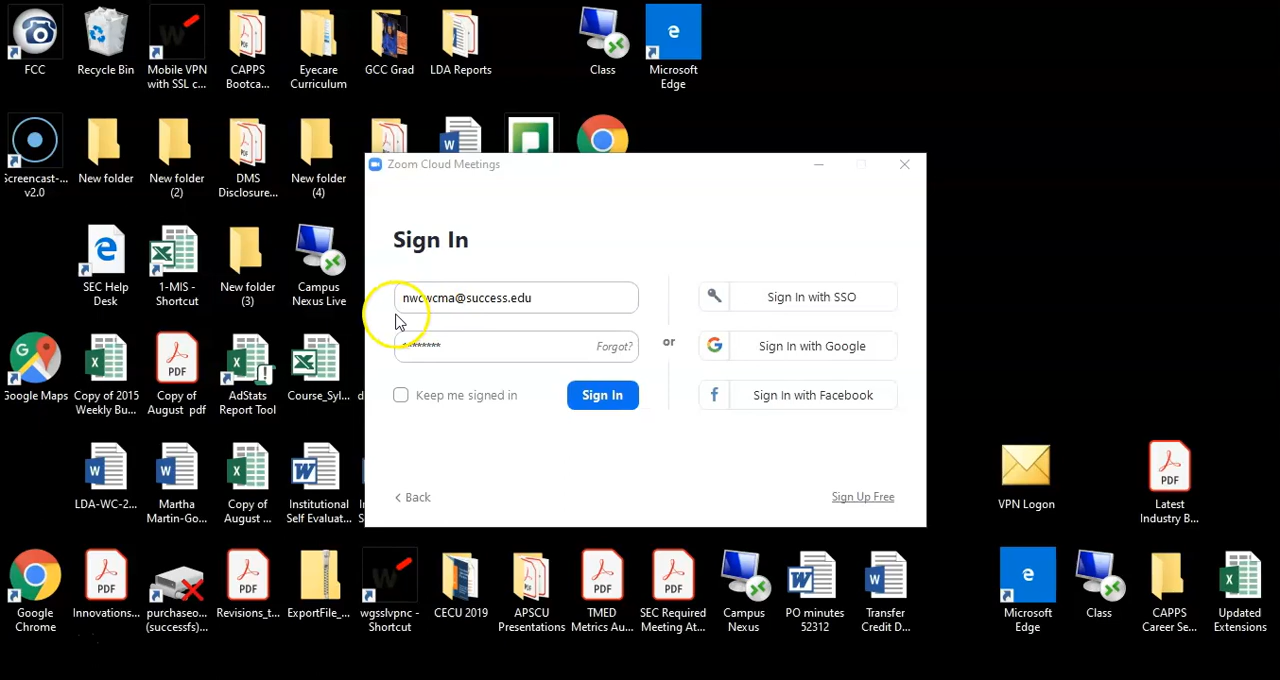 FCC
Recycle Bin
Mobile VPN
with SSL c...
CAPPS
Bootca...
Eyecare
Curriculum
GCC Grad
LDA Reports
Class
Microsoft
Edge
Screencast-...
v2.0
New folder
New folder
(2)
DMS
Disclosure...
New folder
(4)
Zoom Cloud Meetings
Sign In
@success.edu
********
Forgot?
Keep me signed in
Sign In
or
Sign In with SSO
Sign In with Google
Sign In with Facebook
< Back
Sign Up Free
SEC Help
Desk
1-MIS -
Shortcut
New folder
(3)
Campus
Nexus Live
Google Maps
Copy of 2015
Weekly Bu...
Copy of
August pdf
AdStats
Report Tool
Course_Syl...
LDA-WC-2...
Martha
Martin-Go...
Copy of
August ...
Institutional
Self Evaluat...
VPN Logon
PDF
Latest
Industry B...
Google
Chrome
Innovations...
purchaseo...
(successfs)...
Revisions_t...
ExportFile_...
wgsslvpnc -
Shortcut
CECU 2019
APSCU
Presentations
TMED
Metrics Au...
SEC Required
Meeting At...
Campus
Nexus
PO minutes
52312
Transfer
Credit D...
Microsoft
Edge
Class
CAPPS
Career Se...
Updated
Extensions